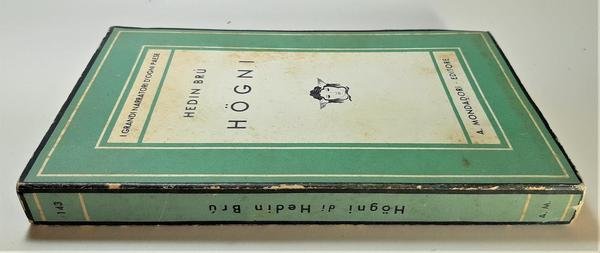 I GRANDI NARRATORI D'OGNI PAESE
HEDIN BRÚ
HÖGNI
A. MONDADORI - EDITORE
143
Högni di Hedin Brú
A. M.